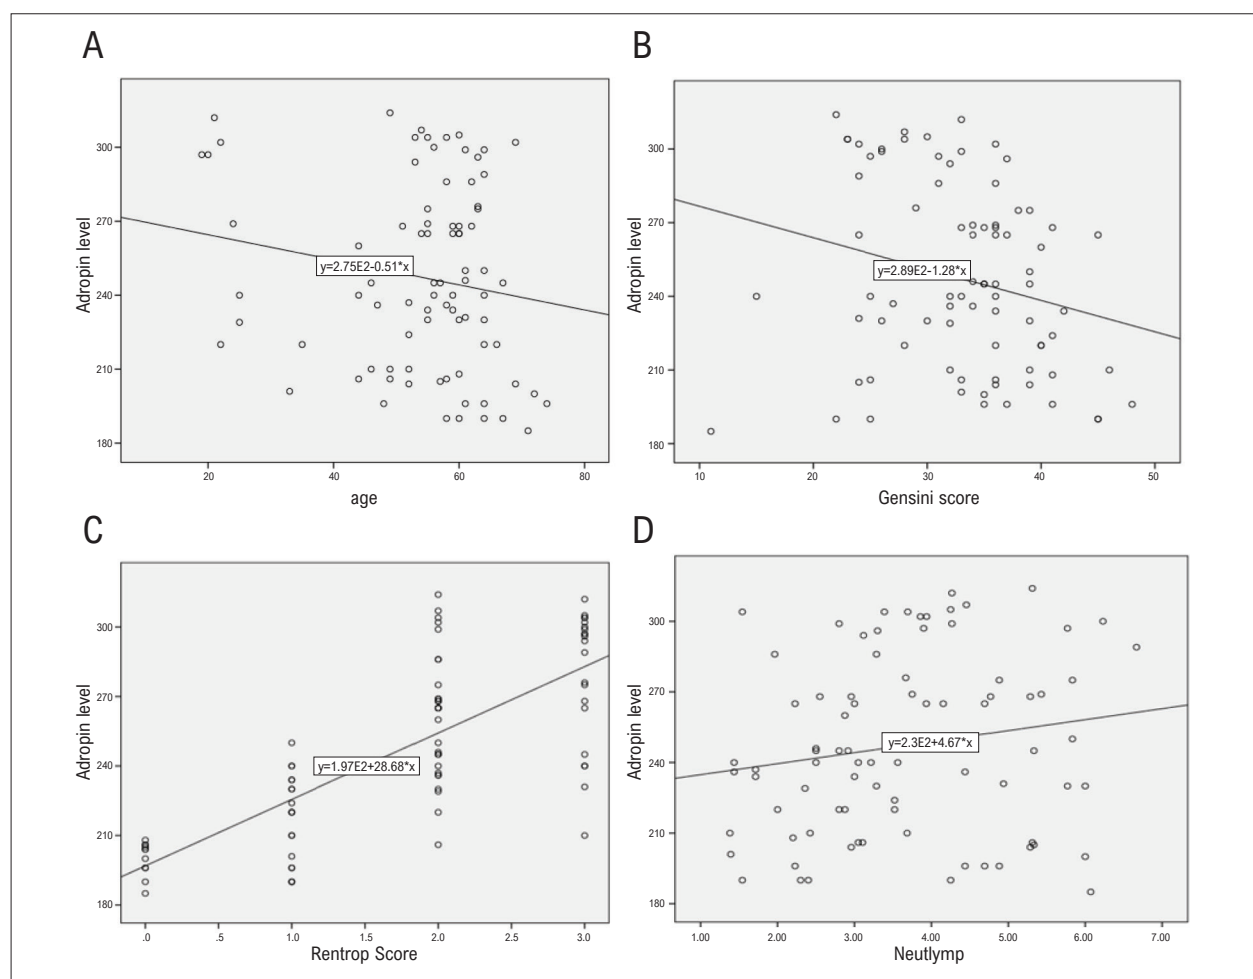 A
Adropin level
300
270
240
210
180
y=2.75E2-0.51*x
20
40
60
80
age
B
Adropin level
300
270
240
210
180
y=2.89E2-1.28*x
10
20
30
40
50
Gensini score
C
Adropin level
300
270
240
210
180
y=1.97E2+28.68*x
.0
.5
1.0
1.5
2.0
2.5
3.0
Rentrop Score
D
Adropin level
300
270
240
210
180
y=2.3E2+4.67*x
1.00
2.00
3.00
4.00
5.00
6.00
7.00
Neutlymp